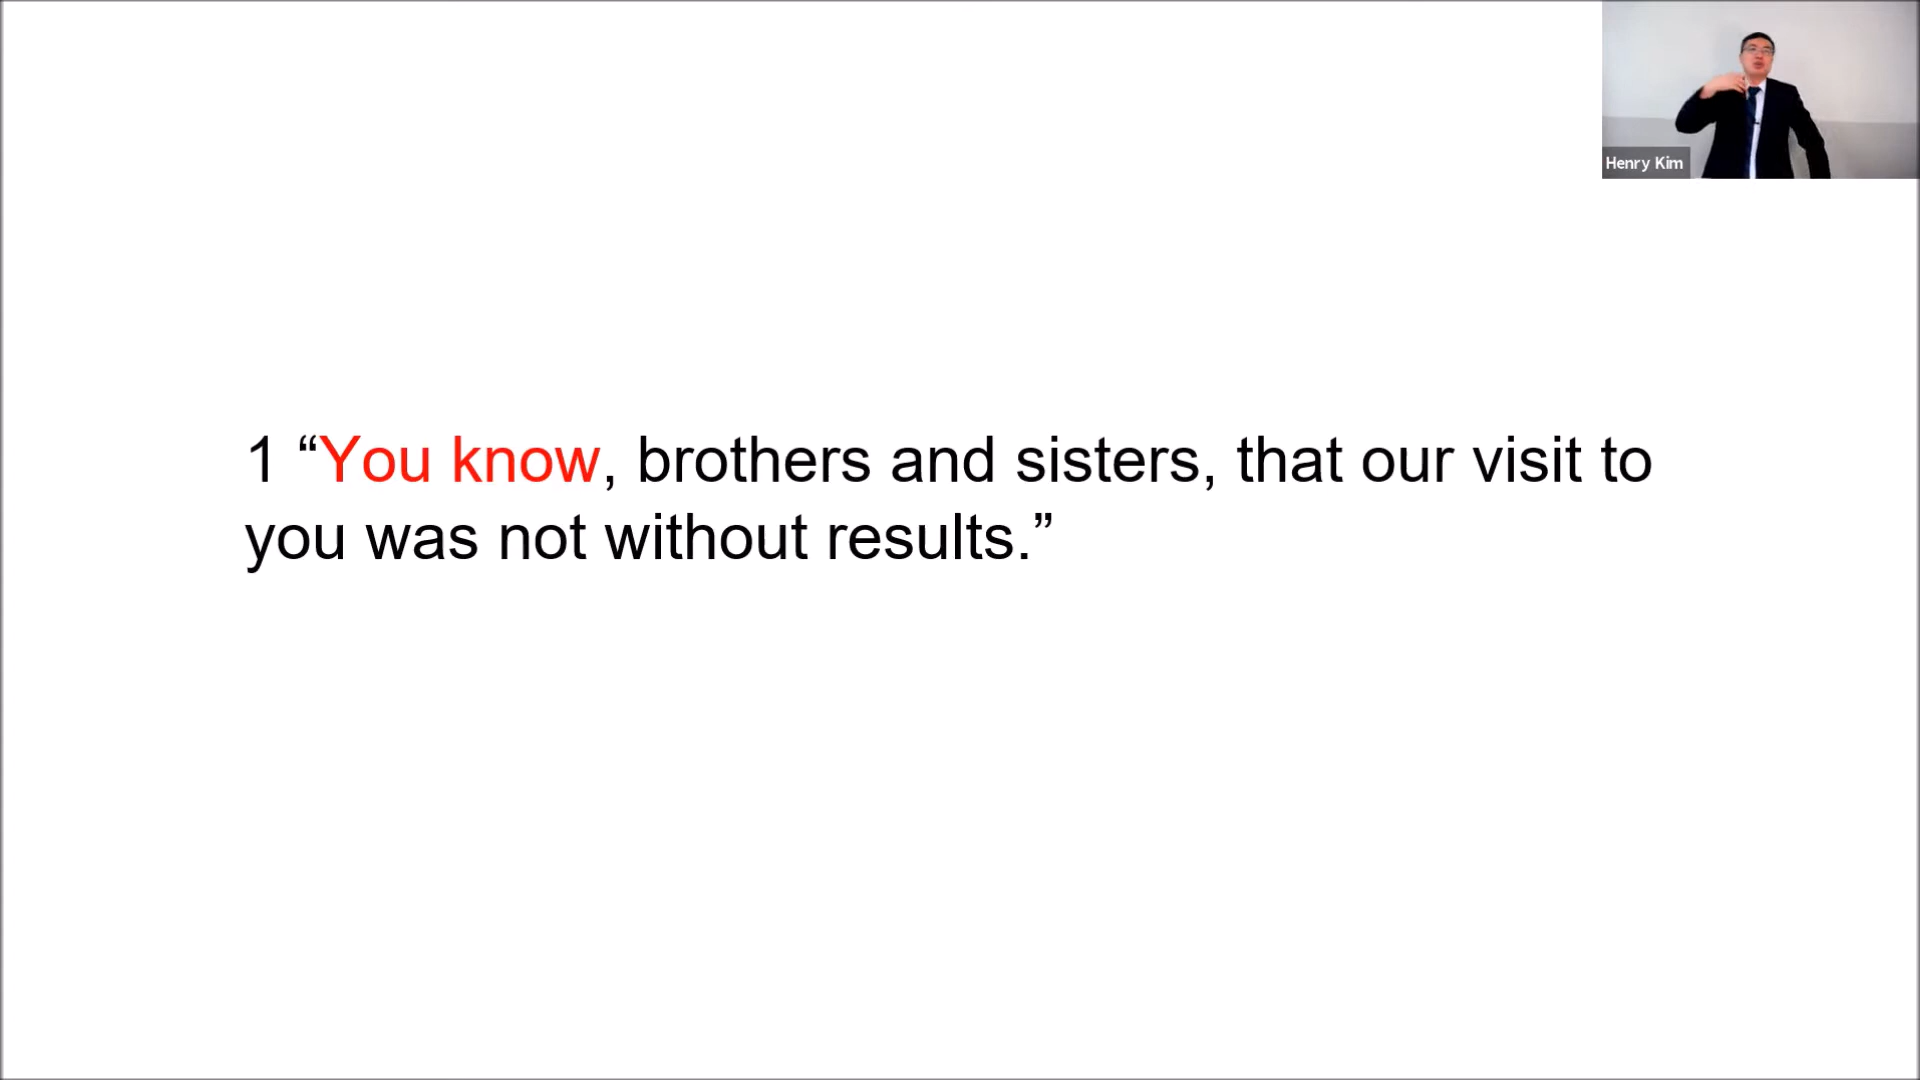 Henry Kim
1 “You know, brothers and sisters, that our visit to
you was not without results.”